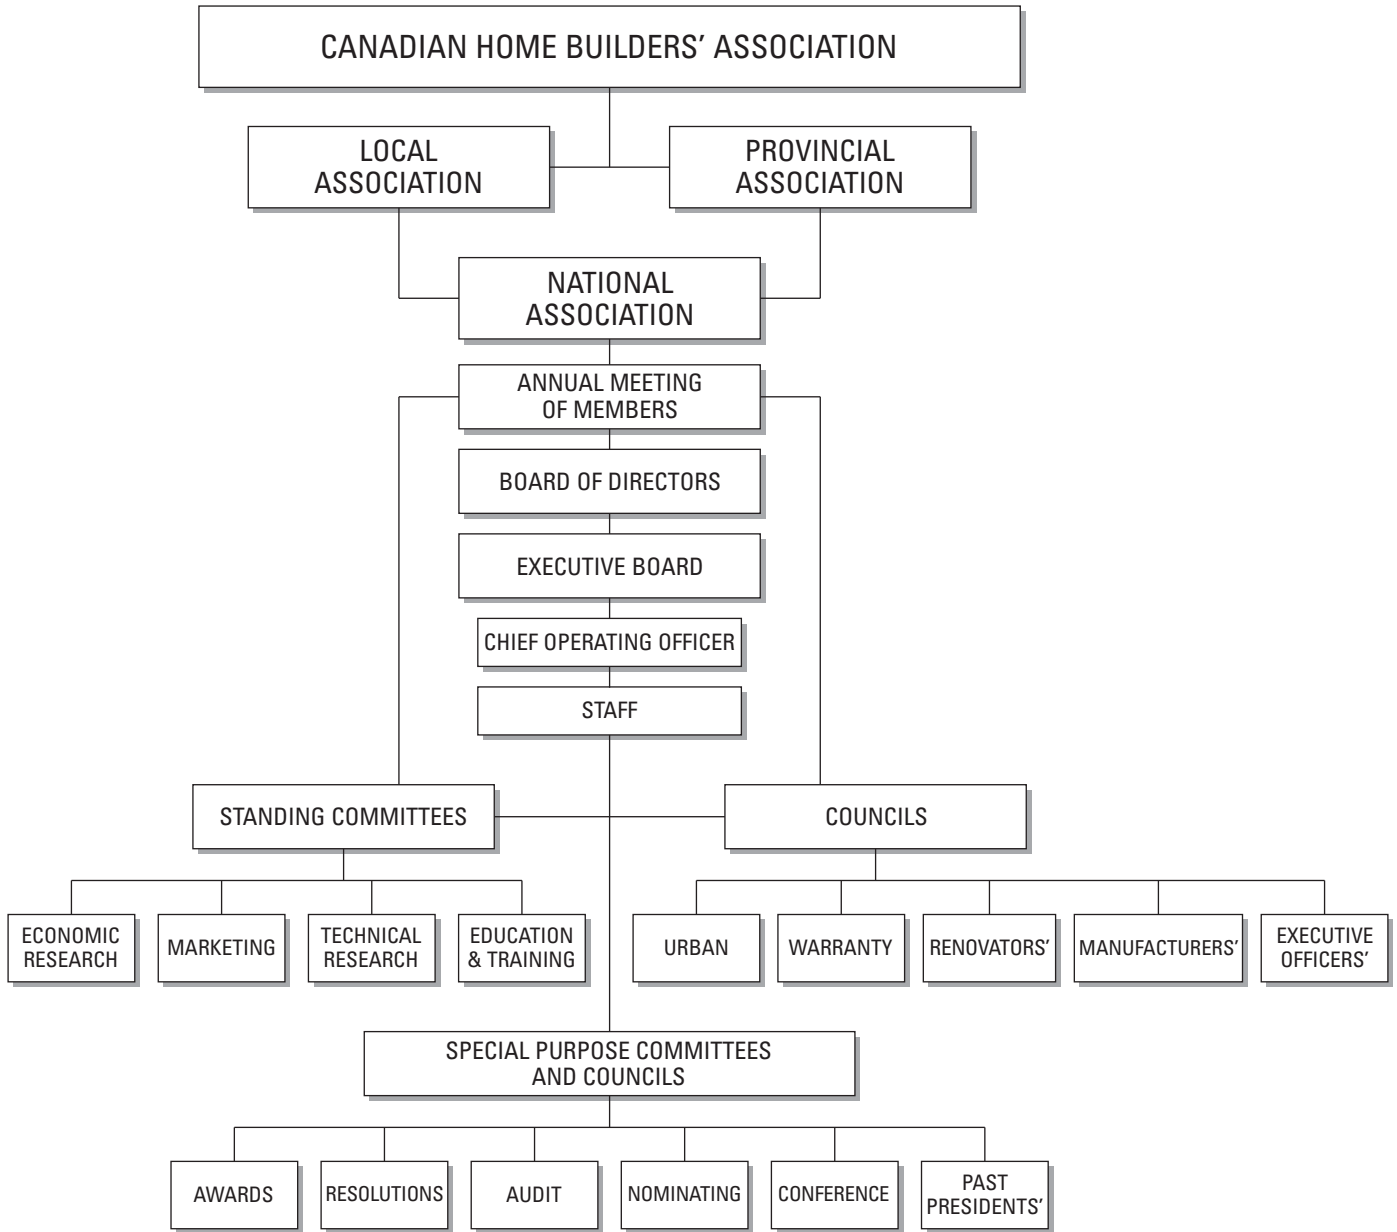 CANADIAN HOME BUILDERS’ ASSOCIATION
LOCAL
ASSOCIATION
PROVINCIAL
ASSOCIATION
NATIONAL
ASSOCIATION
ANNUAL MEETING
OF MEMBERS
BOARD OF DIRECTORS
EXECUTIVE BOARD
CHIEF OPERATING OFFICER
STAFF
STANDING COMMITTEES
COUNCILS
ECONOMIC
RESEARCH
MARKETING
TECHNICAL
RESEARCH
EDUCATION
& TRAINING
URBAN
WARRANTY
RENOVATORS’
MANUFACTURERS’
EXECUTIVE
OFFICERS’
SPECIAL PURPOSE COMMITTEES
AND COUNCILS
AWARDS
RESOLUTIONS
AUDIT
NOMINATING
CONFERENCE
PAST
PRESIDENTS’